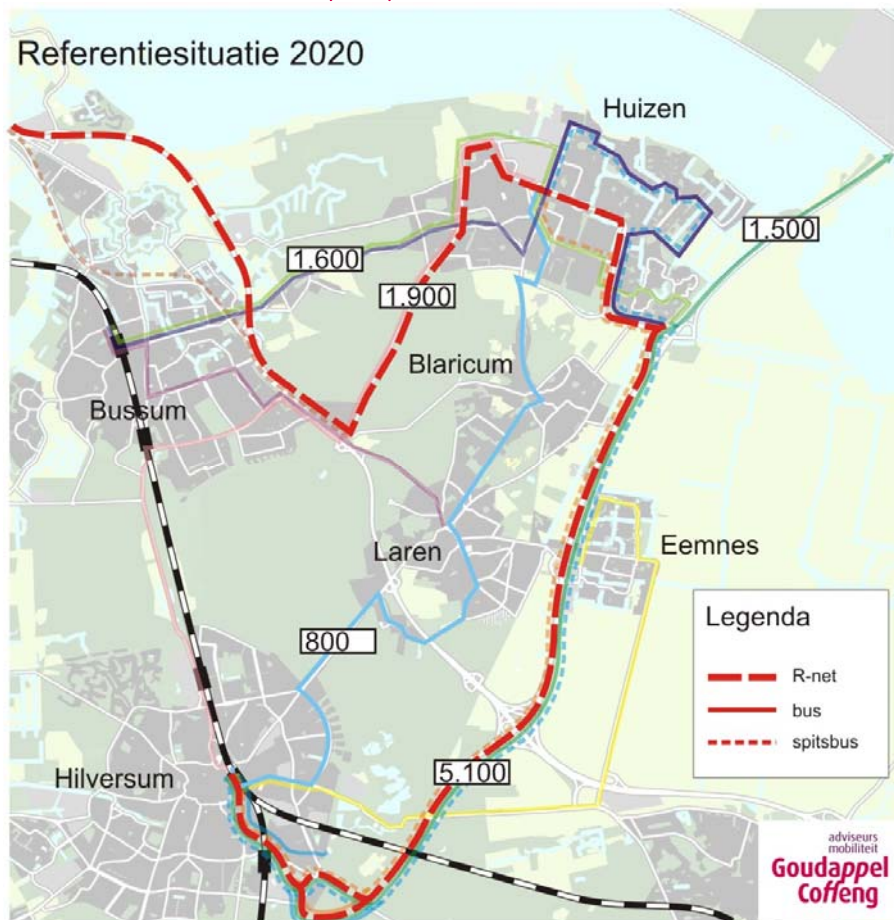 Referentiesituatie 2020
Huizen
1.500
1.600
1.900
Blaricum
Bussum
Laren
Eemnes
Legenda
R-net
bus
spitsbus
800
Hilversum
5.100
adviseurs
mobiliteit
Goudappel
Coffeng